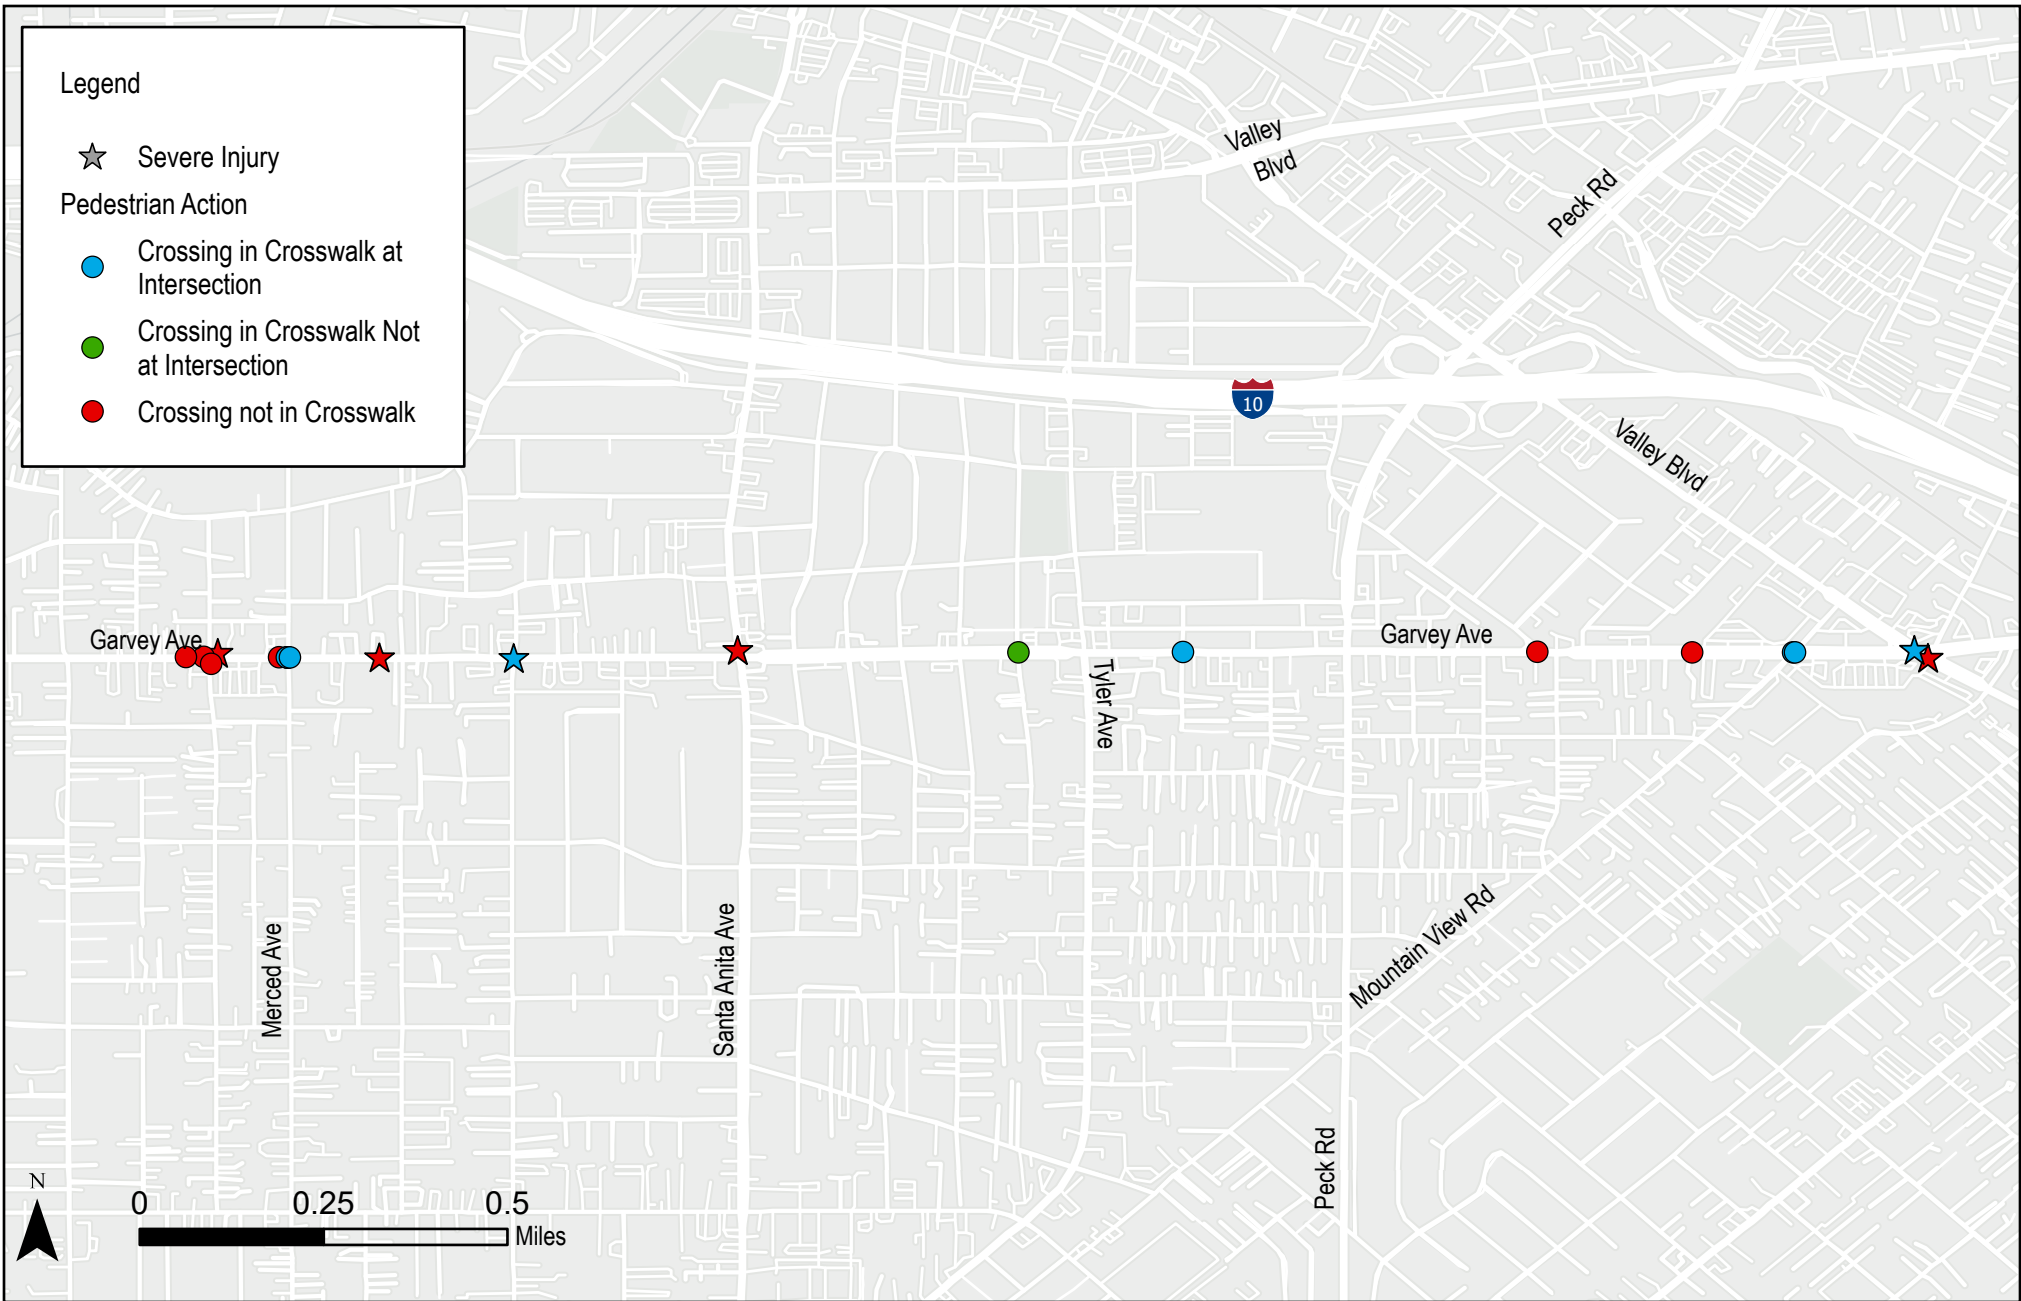 Legend
Severe Injury
Pedestrian Action
Crossing in Crosswalk at
Intersection
Crossing in Crosswalk Not
at Intersection
Crossing not in Crosswalk
Valley
Blvd
Peck Rd
10
Valley Blvd
Garvey Ave
Garvey Ave
Tyler Ave
Merced Ave
Santa Anita Ave
Mountain View Rd
Peck Rd
N
0 0.25 0.5
Miles